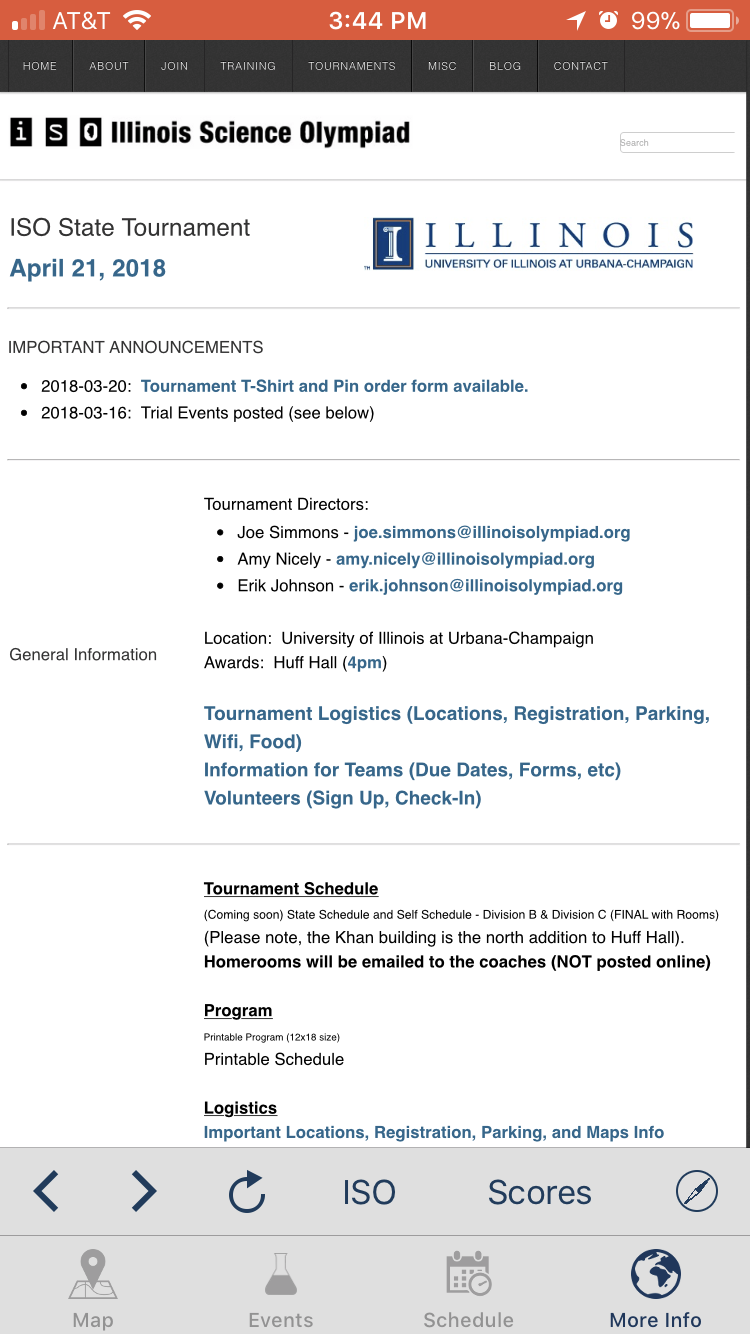 AT&T 3:44 PM 99%
HOME ABOUT JOIN TRAINING TOURNAMENTS MISC BLOG CONTACT
i S O Illinois Science Olympiad
Search
ISO State Tournament
April 21, 2018
I ILLINOIS
UNIVERSITY OF ILLINOIS AT URBANA-CHAMPAIGN
TM
IMPORTANT ANNOUNCEMENTS
• 2018-03-20: Tournament T-Shirt and Pin order form available.
• 2018-03-16: Trial Events posted (see below)
Tournament Directors:
• Joe Simmons - joe.simmons@illinoisolympiad.org
• Amy Nicely - amy.nicely@illinoisolympiad.org
• Erik Johnson - erik.johnson@illinoisolympiad.org
Location: University of Illinois at Urbana-Champaign
General Information
Awards: Huff Hall (4pm)
Tournament Logistics (Locations, Registration, Parking,
Wifi, Food)
Information for Teams (Due Dates, Forms, etc)
Volunteers (Sign Up, Check-In)
Tournament Schedule
(Coming soon) State Schedule and Self Schedule - Division B & Division C (FINAL with Rooms)
(Please note, the Khan building is the north addition to Huff Hall).
Homerooms will be emailed to the coaches (NOT posted online)
Program
Printable Program (12x18 size)
Printable Schedule
Logistics
Important Locations, Registration, Parking, and Maps Info
ISO Scores
Map Events Schedule More Info